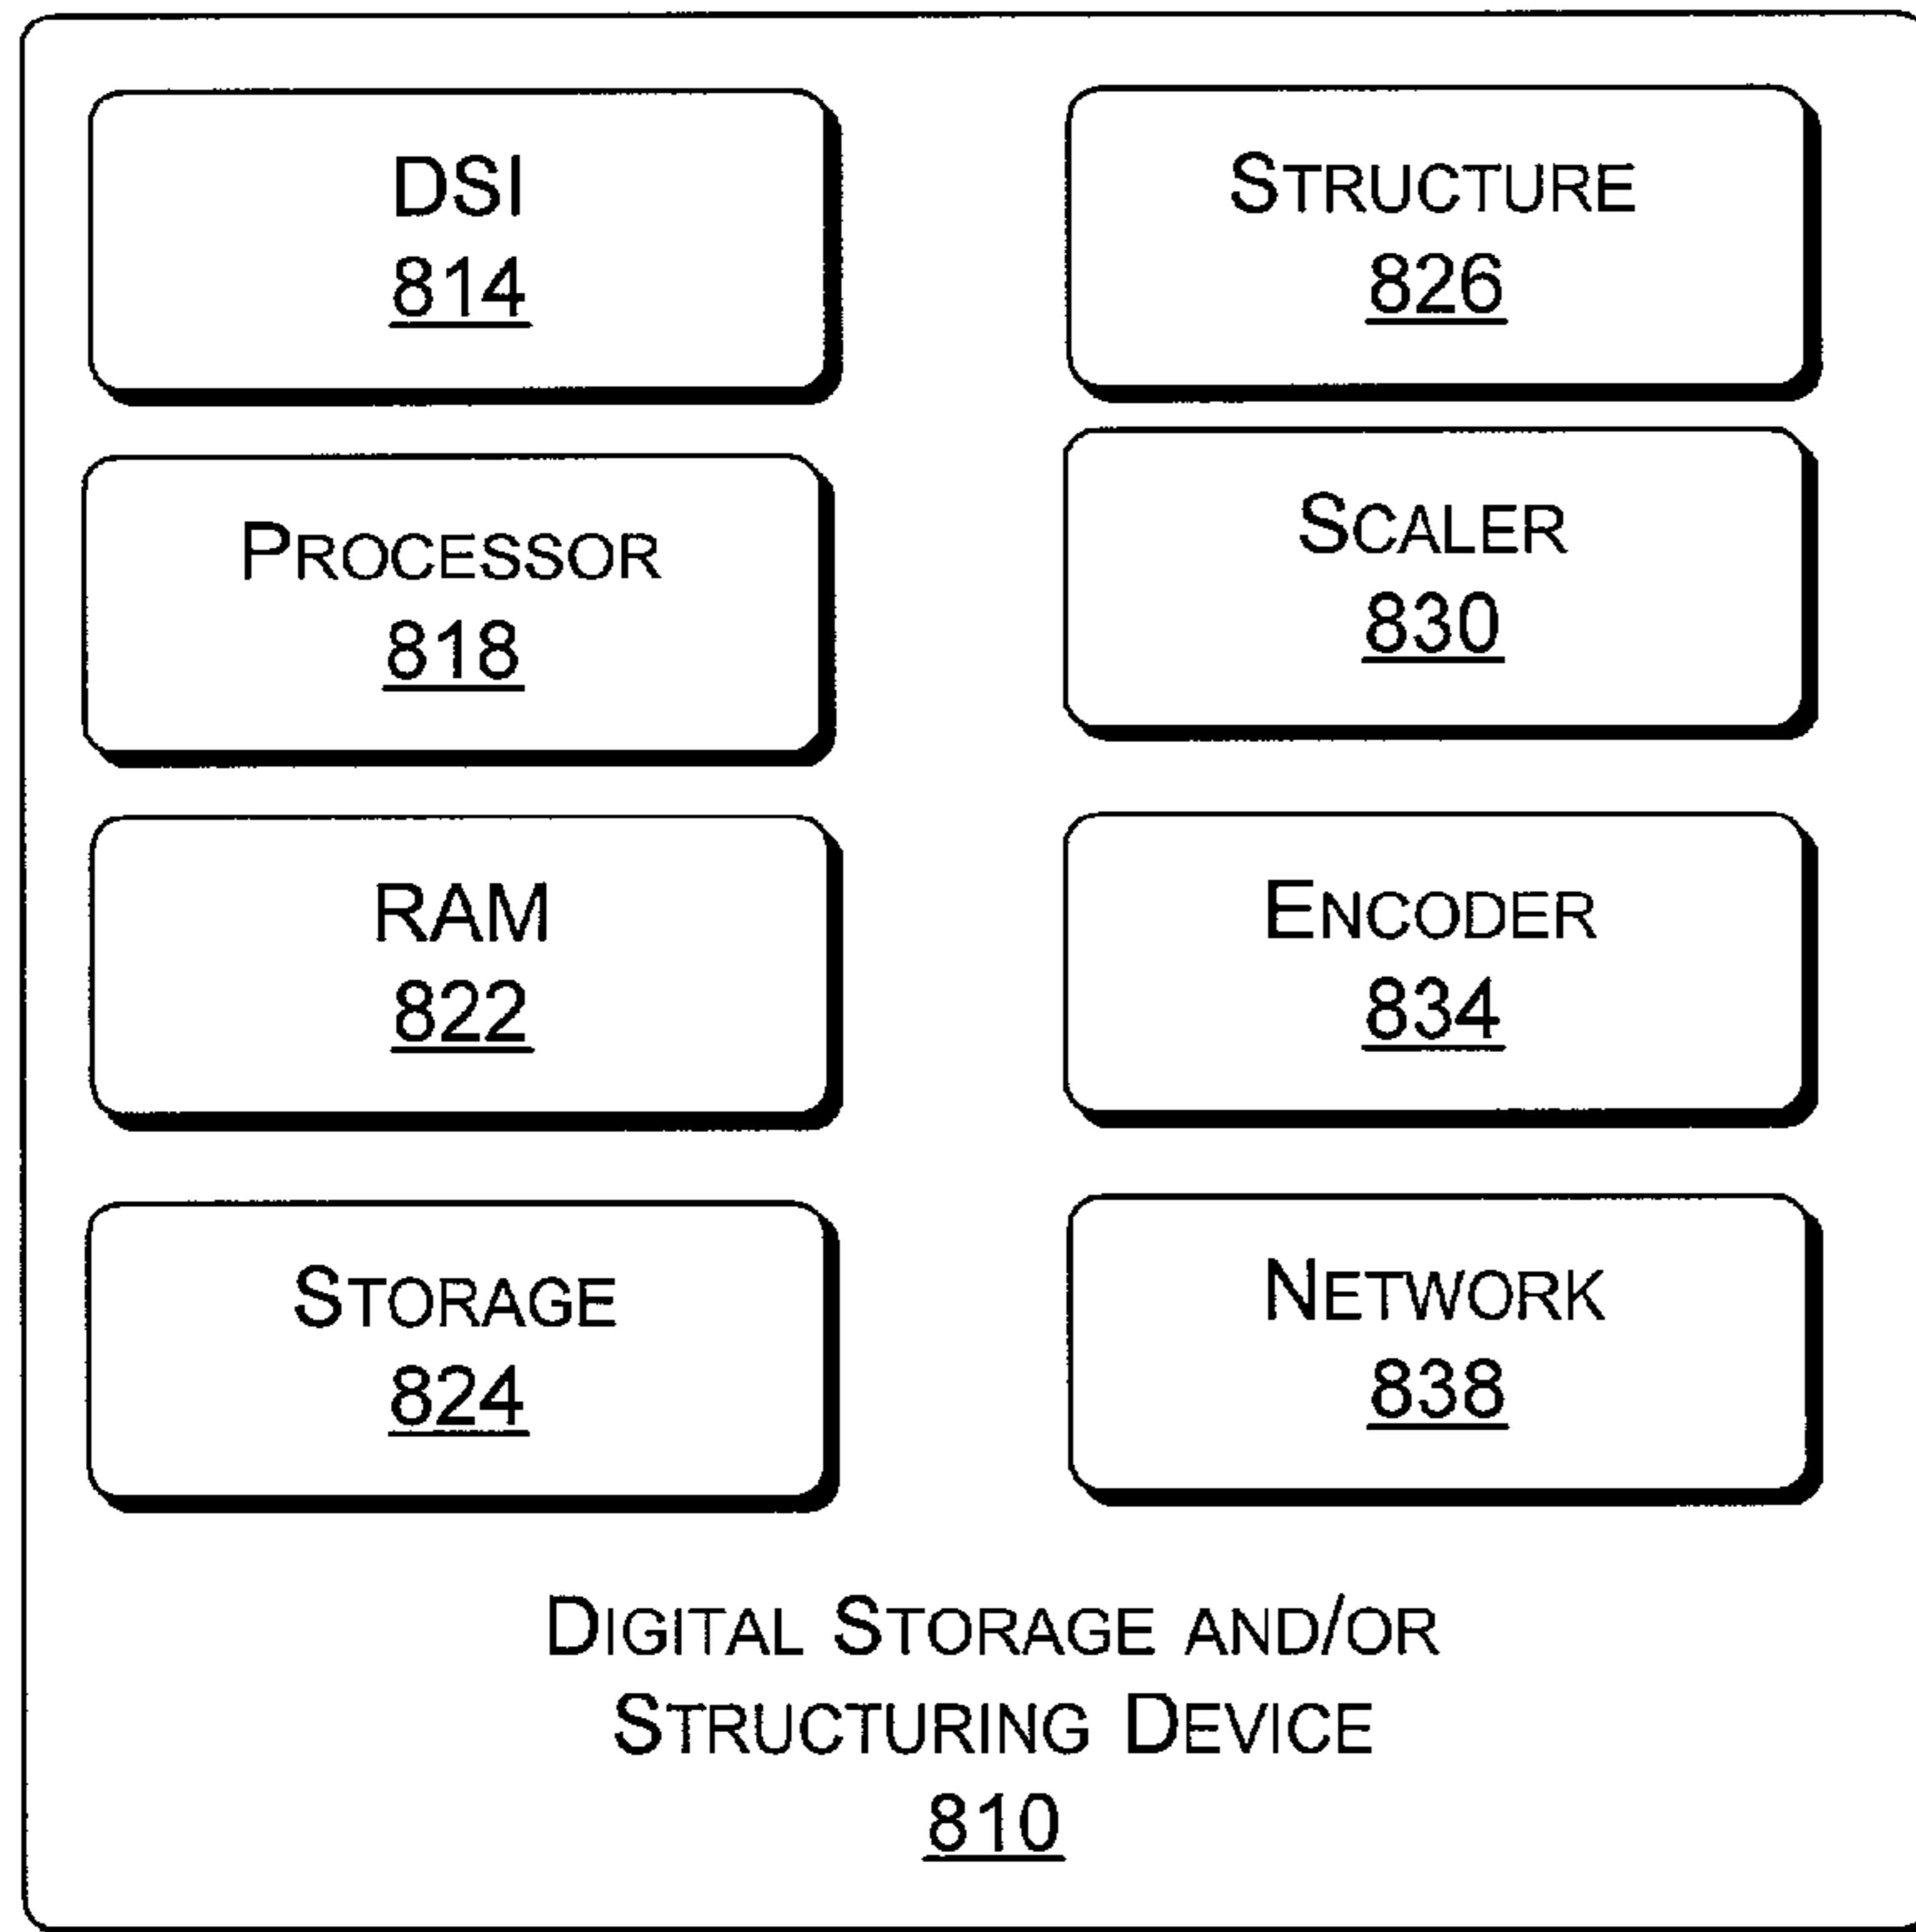 DSI
814
STRUCTURE
826
PROCESSOR
818
SCALER
830
RAM
822
ENCODER
834
STORAGE
824
NETWORK
838
DIGITAL STORAGE AND/OR
STRUCTURING DEVICE
810